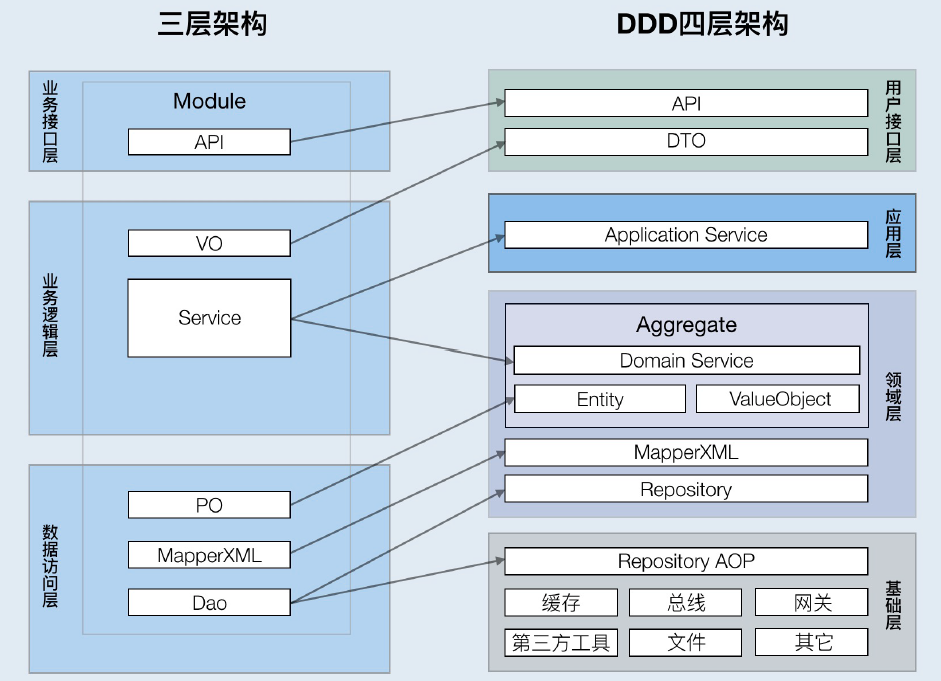 三层架构
DDD四层架构
业务接口层
Module
API
业务逻辑层
VO
Service
数据访问层
PO
MapperXML
Dao
API
DTO
用户接口层
Application Service
应用层
Aggregate
Domain Service
Entity
ValueObject
MapperXML
Repository
领域层
Repository AOP
缓存
总线
网关
第三方工具
文件
其它
基础层